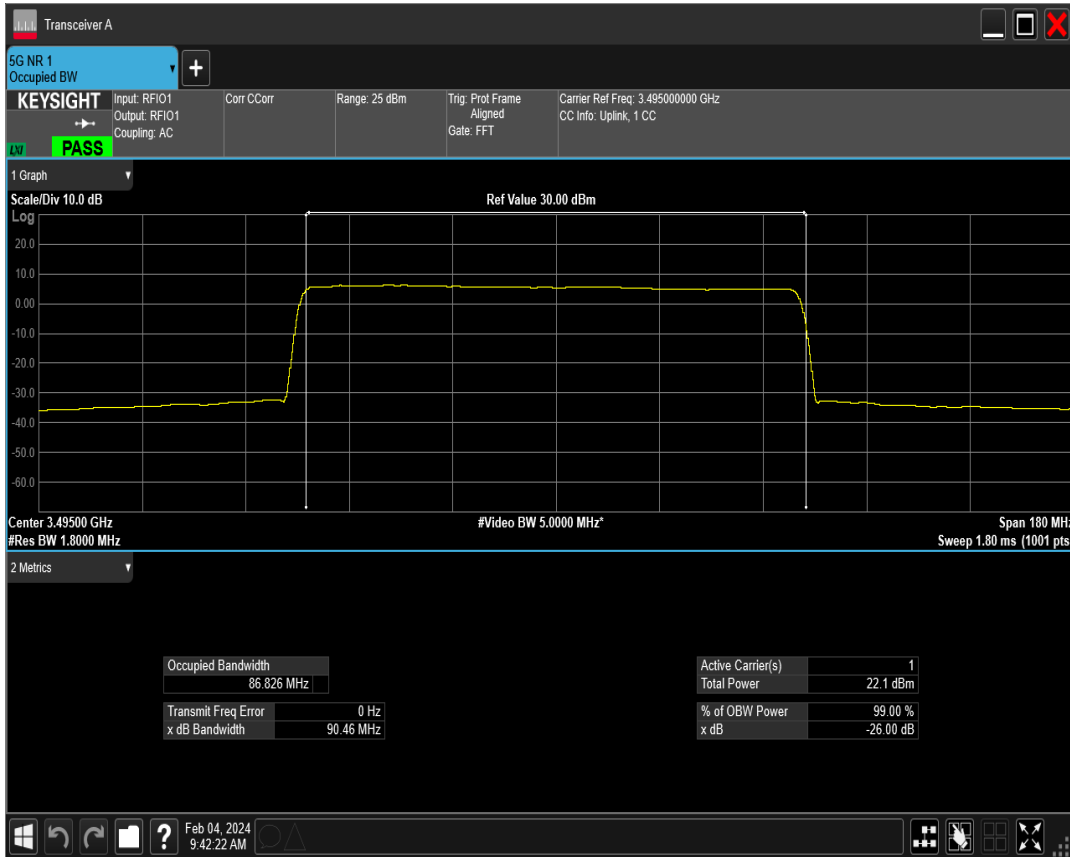 Transceiver A
5G NR 1
Occupied BW
+
KEYSIGHT
LXI
PASS
Input: RFIO1
Output: RFIO1
Coupling: AC
Corr CCorr
Range: 25 dBm
Trig: Prot Frame
Aligned
Gate: FFT
Carrier Ref Freq: 3.495000000 GHz
CC Info: Uplink, 1 CC
1 Graph
Scale/Div 10.0 dB
Ref Value 30.00 dBm
Log
20.0
10.0
0.00
-10.0
-20.0
-30.0
-40.0
-50.0
-60.0
Center 3.49500 GHz
#Video BW 5.0000 MHz*
Span 180 MHz
#Res BW 1.8000 MHz
Sweep 1.80 ms (1001 pts
2 Metrics
Occupied Bandwidth
86.826 MHz
Transmit Freq Error 0 Hz
x dB Bandwidth 90.46 MHz
Active Carrier(s) 1
Total Power 22.1 dBm
% of OBW Power 99.00 %
x dB -26.00 dB
?
Feb 04, 2024
9:42:22 AM